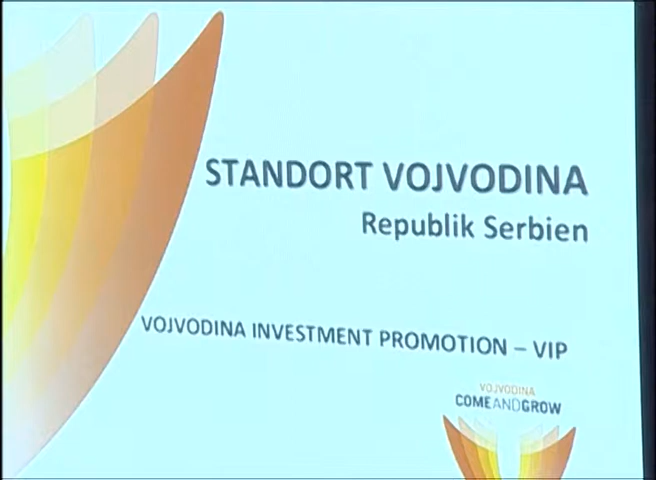 STANDORT VOJVODINA
Republik Serbien
VOJVODINA INVESTMENT PROMOTION – VIP
VOJVODINA
COMEANDGROW